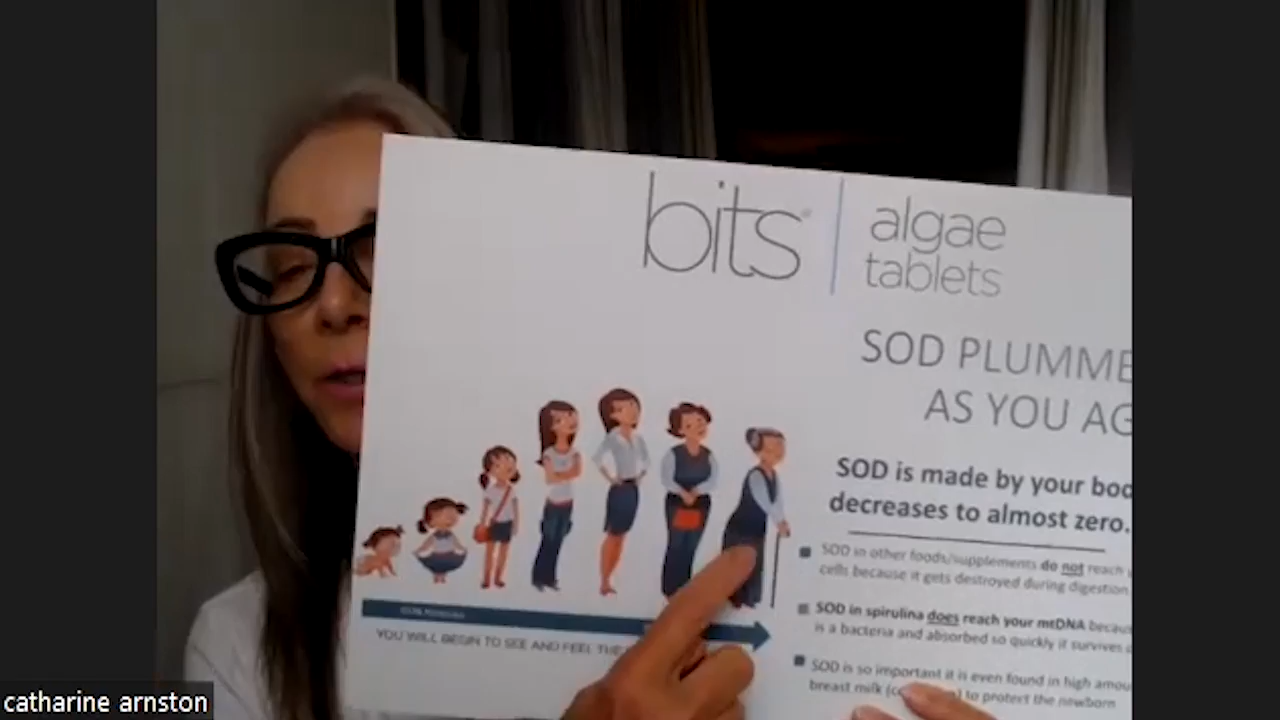 bits®
algae
tablets
SOD PLUMME
AS YOU AG
SOD is made by your bod
decreases to almost zero.
SOD in other foods/supplements do not reach
cells because it gets destroyed during digestion
SOD in spirulina does reach your mtDNA becau
is a bacteria and absorbed so quickly it survives
SOD is so important it is even found in high amou
breast milk (co to protect the newborn
YOU WILL BEGIN TO SEE AND FEEL THE
catharine arnston